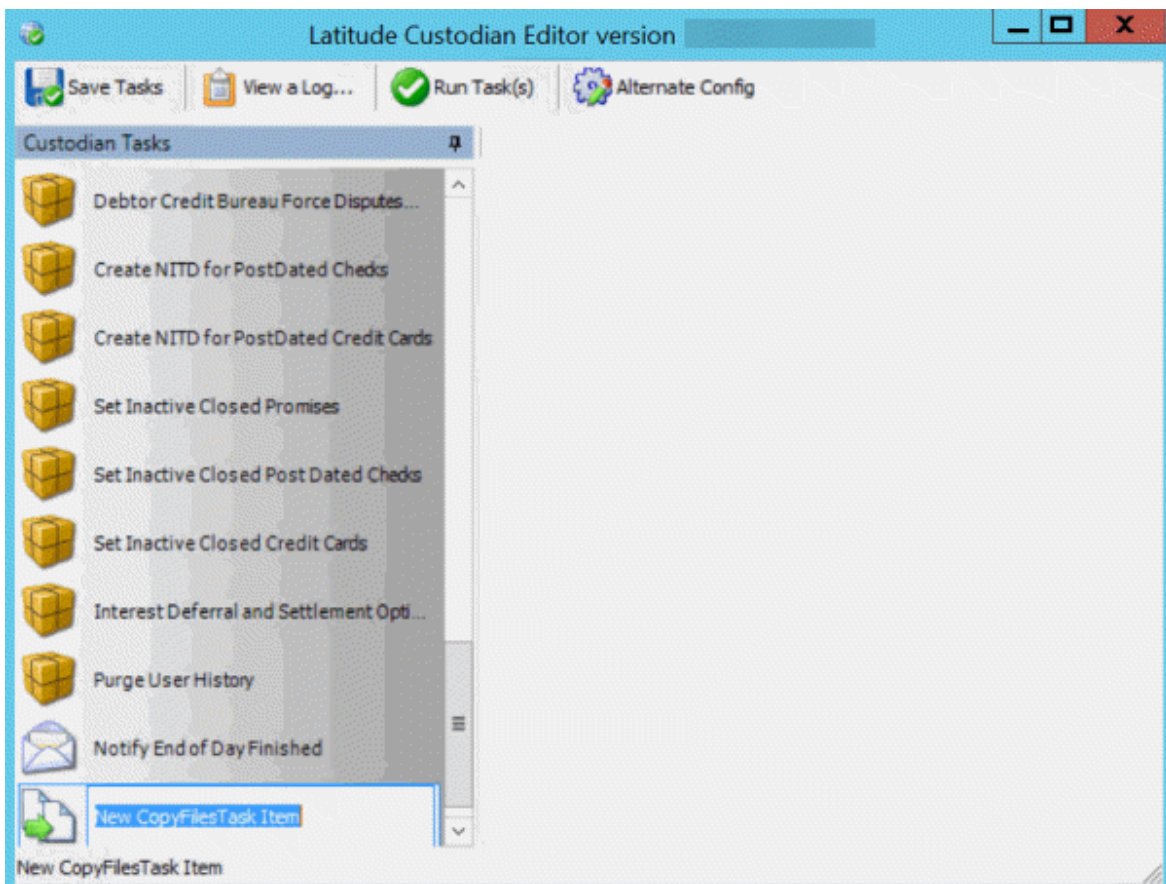 Latitude Custodian Editor version
Save Tasks View a Log... Run Task(s) Alternate Config
Custodian Tasks
Debtor Credit Bureau Force Disputes...
Create NITD for PostDated Checks
Create NITD for PostDated Credit Cards
Set Inactive Closed Promises
Set Inactive Closed Post Dated Checks
Set Inactive Closed Credit Cards
Interest Deferral and Settlement Opti...
Purge User History
Notify End of Day Finished
New CopyFilesTask Item
New CopyFilesTask Item